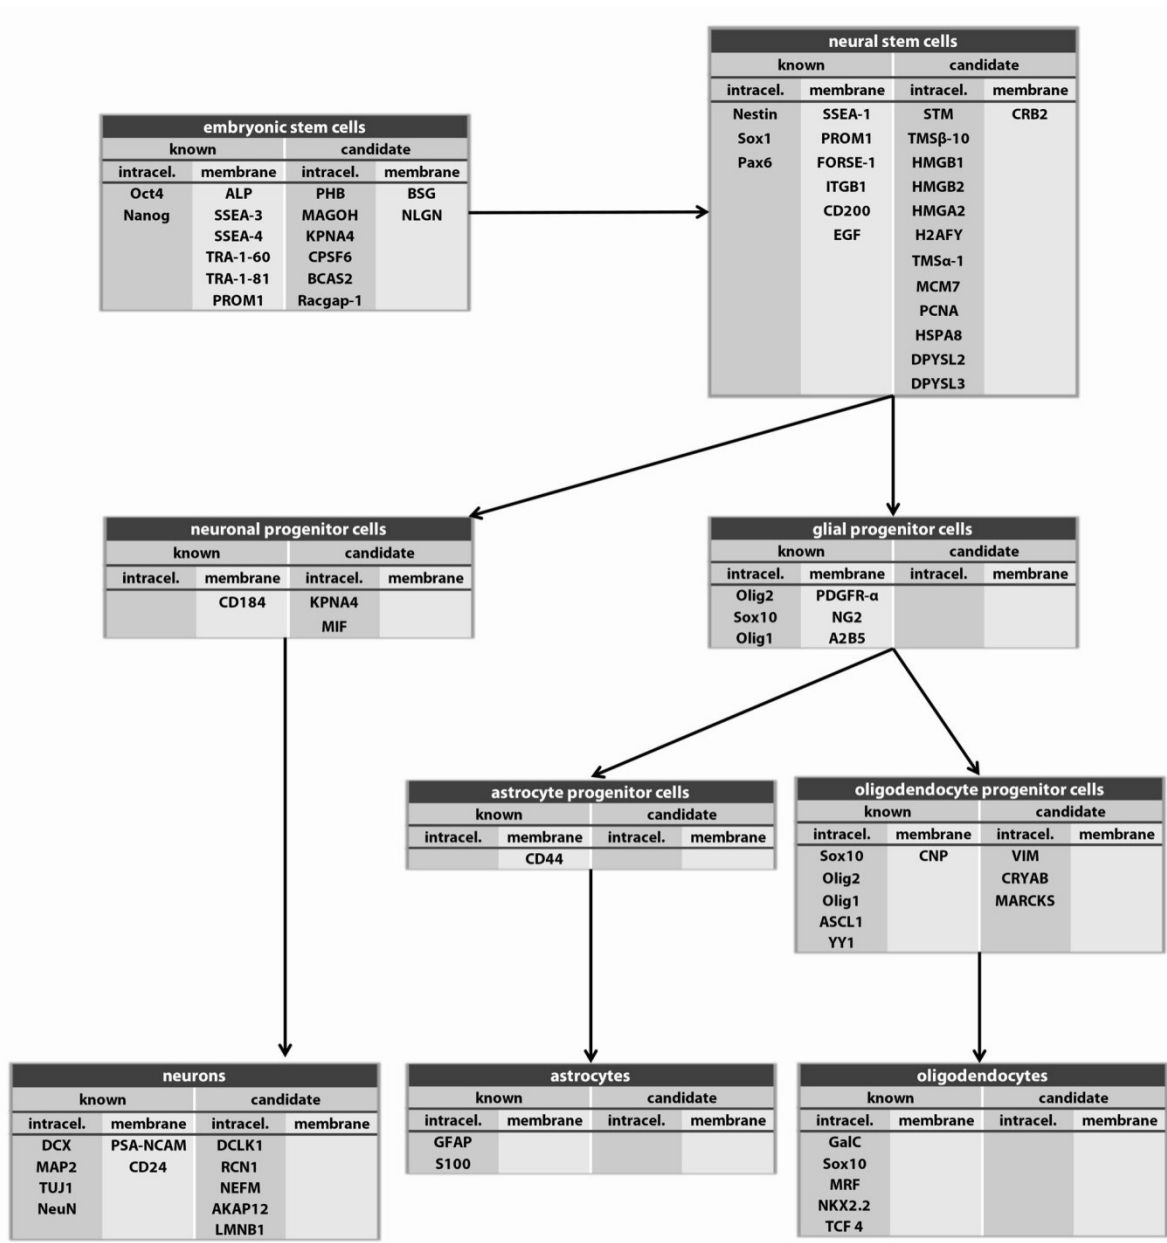 neural stem cells
known candidate
intracel. membrane intracel. membrane
Nestin SSEA-1 STM CRB2
Sox1 PROM1 TMSβ-10
Pax6 FORSE-1 HMGB1
ITGB1 HMGB2
CD200 HMGA2
EGF H2AFY
TMSα-1
MCM7
PCNA
HSPA8
DPYSL2
DPYSL3
embryonic stem cells
known candidate
intracel. membrane intracel. membrane
Oct4 ALP PHB BSG
Nanog SSEA-3 MAGOH NLGN
SSEA-4 KPNA4
TRA-1-60 CPSF6
TRA-1-81 BCAS2
PROM1 Racgap-1
neuronal progenitor cells
known candidate
intracel. membrane intracel. membrane
CD184 KPNA4
MIF
glial progenitor cells
known candidate
intracel. membrane intracel. membrane
Olig2 PDGFR-α
Sox10 NG2
Olig1 A2B5
astrocyte progenitor cells
known candidate
intracel. membrane intracel. membrane
CD44
oligodendocyte progenitor cells
known candidate
intracel. membrane intracel. membrane
Sox10 CNP VIM
Olig2 CRYAB
Olig1 MARCKS
ASCL1
YY1
neurons
known candidate
intracel. membrane intracel. membrane
DCX PSA-NCAM DCLK1
MAP2 CD24 RCN1
TUJ1 NEFM
NeuN AKAP12
LMNB1
astrocytes
known candidate
intracel. membrane intracel. membrane
GFAP
S100
oligodendocytes
known candidate
intracel. membrane intracel. membrane
GalC
Sox10
MRF
NKX2.2
TCF 4